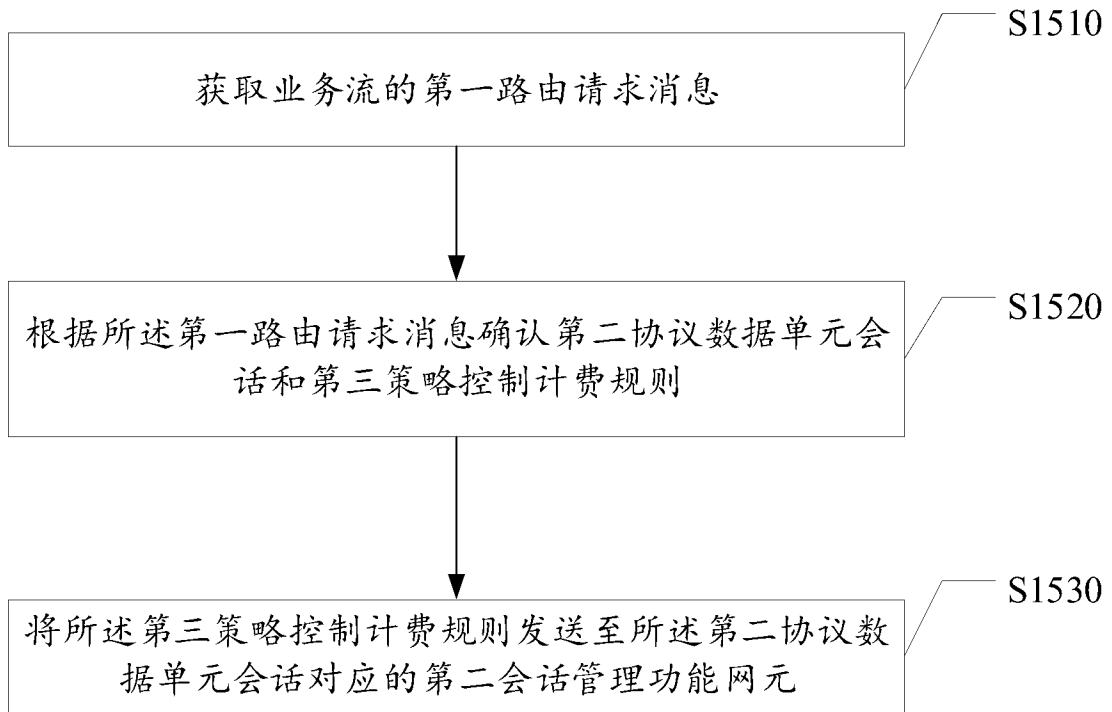 S1510
获取业务流的第一路由请求消息
S1520
根据所述第一路由请求消息确认第二协议数据单元会
话和第三策略控制计费规则
S1530
将所述第三策略控制计费规则发送至所述第二协议数
据单元会话对应的第二会话管理功能网元